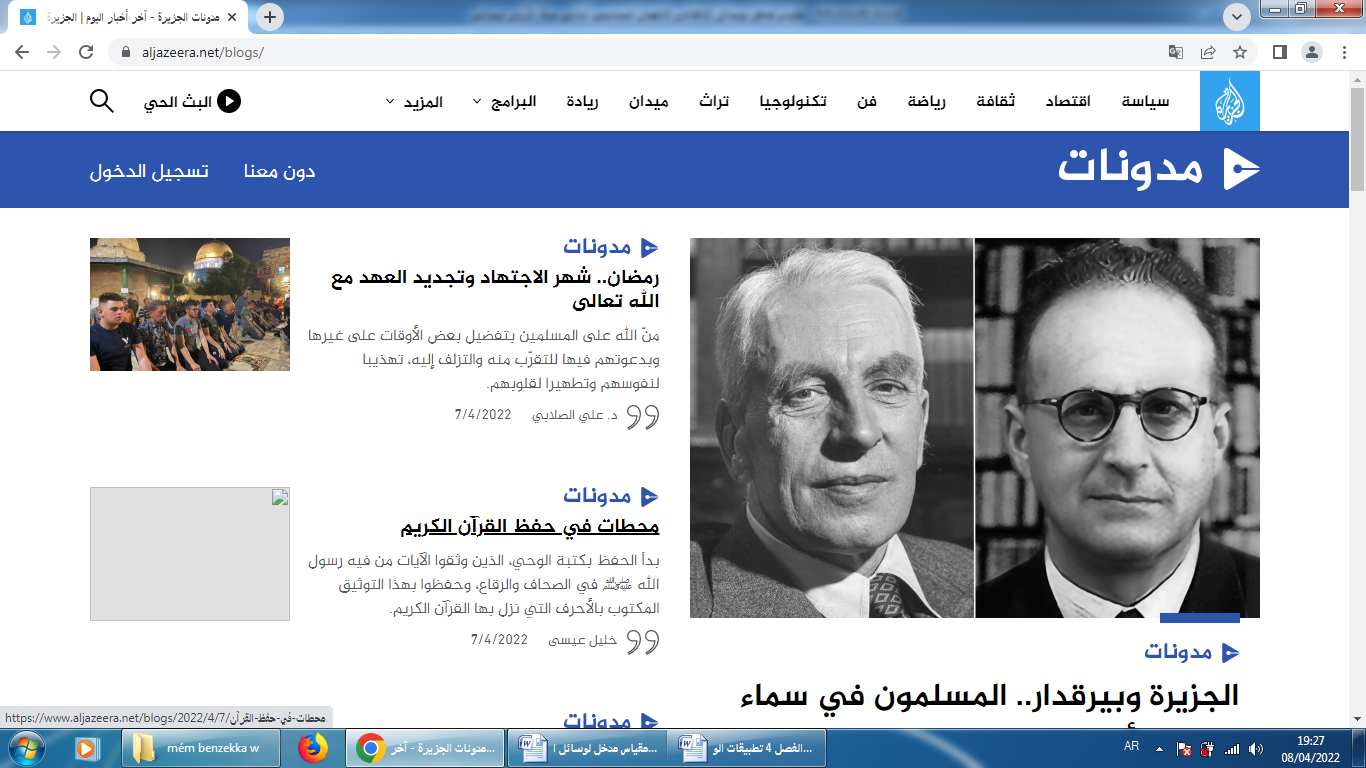 مدونات الجزيرة - آخر أخبار اليوم | الجزيرة
aljazeera.net/blogs/
سياسة اقتصاد ثقافة رياضة فن تكنولوجيا تراث ميدان ريادة البرامج المزيد البث الحي
مدونات
دون معنا تسجيل الدخول
مدونات
الجزيرة وبيرقدار.. المسلمون في سماء
مدونات
رمضان.. شهر الاجتهاد وتجديد العهد مع
الله تعالى
منّ الله على المسلمين بتفضيل بعض الأوقات على غيرها
وبدعوتهم فيها للتقرّب منه والتزلف إليه، تهذيبا
لنفوسهم وتطهيرا لقلوبهم.
د. علي الصلابي 7/4/2022
مدونات
محطات في حفظ القرآن الكريم
بدأ الحفظ بكتبة الوحي، الذين وثقوا الآيات من فيه رسول
الله ﷺ في الصحاف والرقاع، وحفظوا بهذا التوثيق
المكتوب بالأحرف التي نزل بها القرآن الكريم.
خليل عيسى 7/4/2022
مدونات
https://www.aljazeera.net/blogs/2022/4/7/محطات-في-حفظ-القرآن
mém benzekka w
مدونات الجزيرة - آخر...
مقياس مدخل لوسائل ا...
الفصل 4 تطبيقات الو...
AR
19:27
08/04/2022